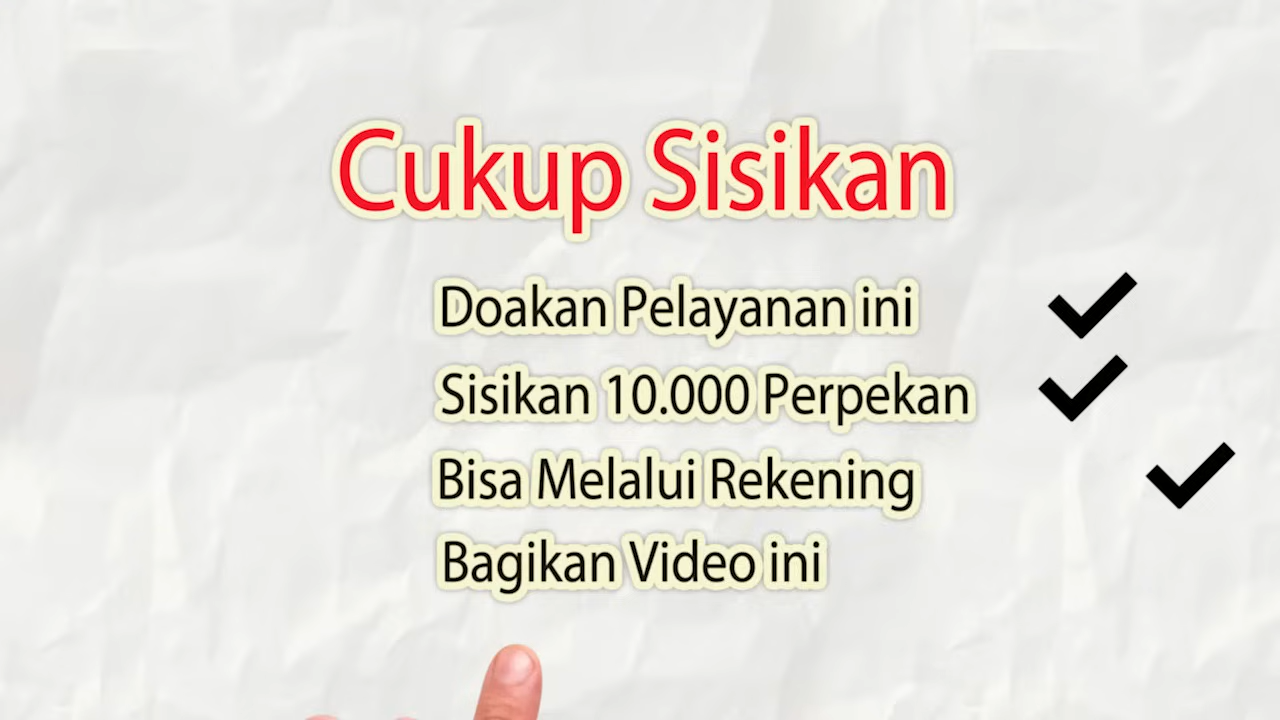 Cukup Sisikan
Doakan Pelayanan ini
Sisikan 10.000 Perpekan
Bisa Melalui Rekening
Bagikan Video ini